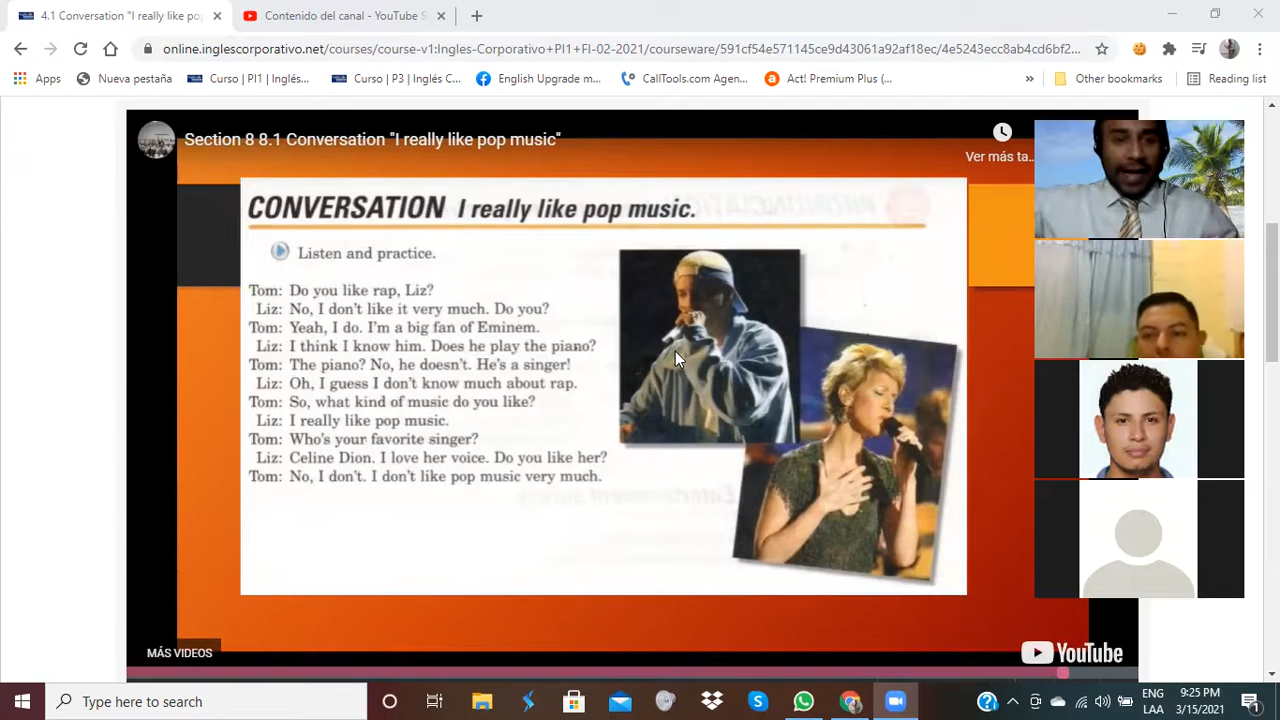 4.1 Conversation "I really like po
Contenido del canal - YouTube S
online.inglescorporativo.net/courses/course-v1:Ingles-Corporativo+PI1+FI-02-2021/courseware/591cf54e571145ce9d43061a92af18ec/4e5243ecc8ab4cd6bf2...
Apps
Nueva pestaña
Curso | PI1 | Inglés...
Curso | P3 | Inglés C...
English Upgrade m...
CallTools.com Agen...
Act! Premium Plus (...
»
Other bookmarks
Reading list
Section 8 8.1 Conversation "I really like pop music"
Ver más ta...
CONVERSATION I really like pop music.
Listen and practice.
Tom: Do you like rap, Liz?
Liz: No, I don't like it very much. Do you?
Tom: Yeah, I do. I'm a big fan of Eminem.
Liz: I think I know him. Does he play the piano?
Tom: The piano? No, he doesn't. He's a singer!
Liz: Oh, I guess I don't know much about rap.
Tom: So, what kind of music do you like?
Liz: I really like pop music.
Tom: Who's your favorite singer?
Liz: Celine Dion. I love her voice. Do you like her?
Tom: No, I don't. I don't like pop music very much.
MÁS VIDEOS
YouTube
Type here to search
ENG
LAA
9:25 PM
3/15/2021